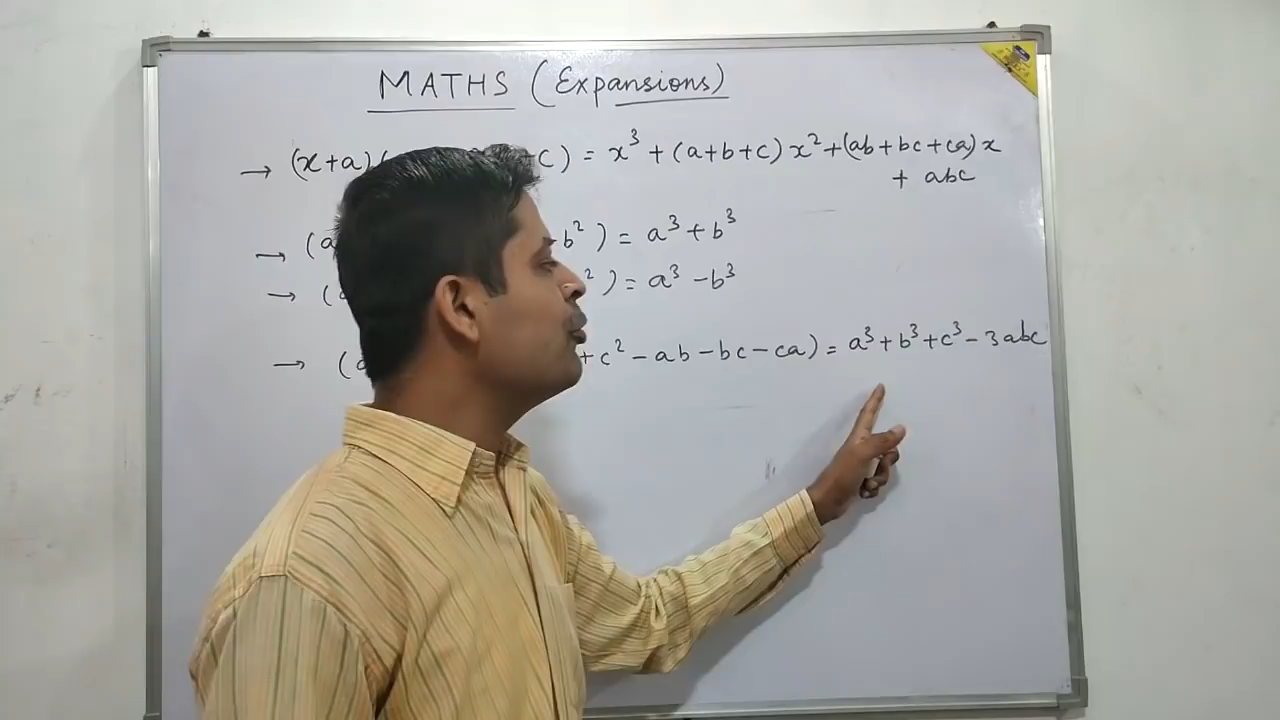 MATHS (Expansions)
→ (x+a) +c) = x³ + (a+b+c) x² + (ab+bc+ca) x
+ abc
→ (a b² ) = a³ + b³
→ ( ² ) = a³ - b³
→ (a +c² - ab - bc - ca) = a³ + b³ + c³ - 3abc